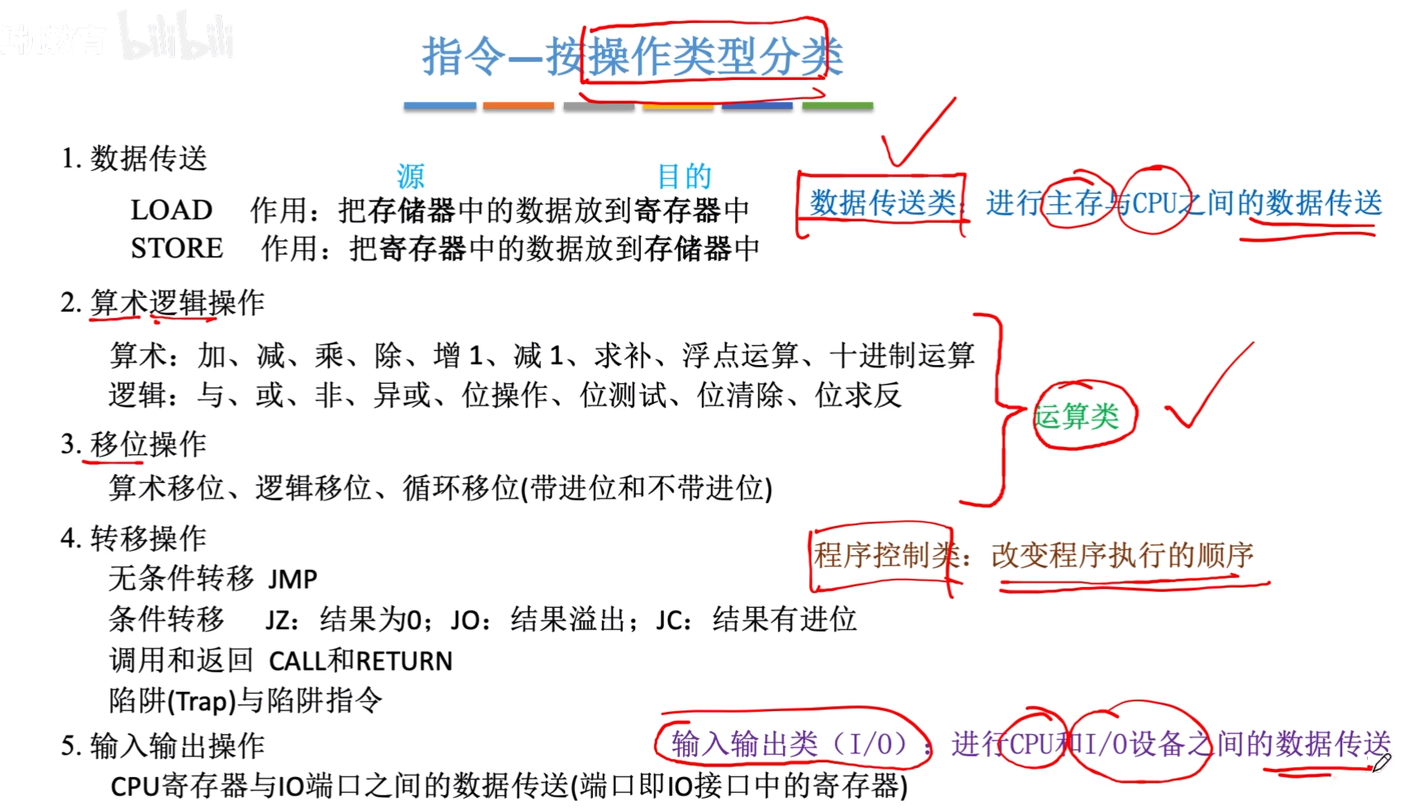 bilibili
指令—按操作类型分类
1. 数据传送
源 目的
LOAD 作用：把存储器中的数据放到寄存器中
数据传送类：进行主存与CPU之间的数据传送
STORE 作用：把寄存器中的数据放到存储器中
2. 算术逻辑操作
算术：加、减、乘、除、增 1、减 1、求补、浮点运算、十进制运算
逻辑：与、或、非、异或、位操作、位测试、位清除、位求反
运算类
3. 移位操作
算术移位、逻辑移位、循环移位(带进位和不带进位)
4. 转移操作
程序控制类：改变程序执行的顺序
无条件转移 JMP
条件转移 JZ：结果为0；JO：结果溢出；JC：结果有进位
调用和返回 CALL和RETURN
陷阱(Trap)与陷阱指令
5. 输入输出操作
输入输出类（I/O）：进行CPU和I/O设备之间的数据传送
CPU寄存器与IO端口之间的数据传送(端口即IO接口中的寄存器)